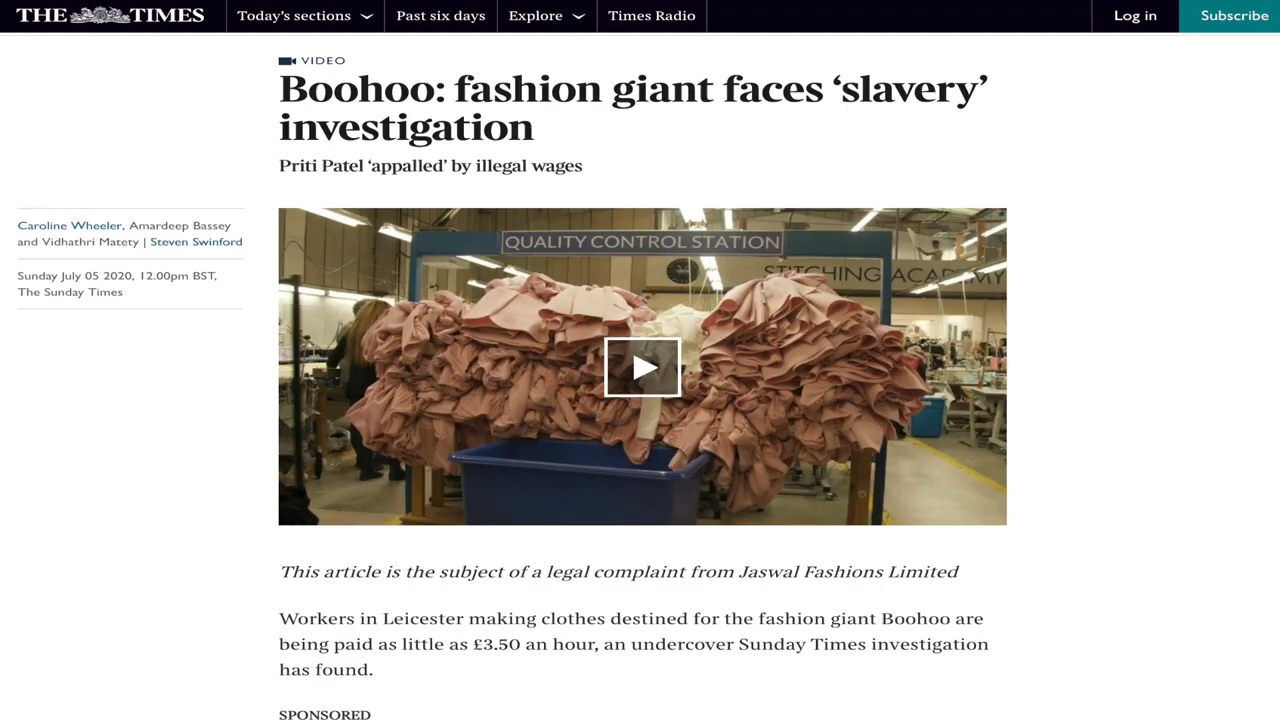 THE TIMES
Today's sections
Past six days
Explore
Times Radio
Log in
Subscribe
VIDEO
Boohoo: fashion giant faces ‘slavery’
investigation
Priti Patel ‘appalled’ by illegal wages
Caroline Wheeler, Amardeep Bassey
and Vidhathri Matety | Steven Swinford
Sunday July 05 2020, 12.00pm BST,
The Sunday Times
QUALITY CONTROL STATION
STITCHING ACADEMY
This article is the subject of a legal complaint from Jaswal Fashions Limited
Workers in Leicester making clothes destined for the fashion giant Boohoo are
being paid as little as £3.50 an hour, an undercover Sunday Times investigation
has found.
SPONSORED